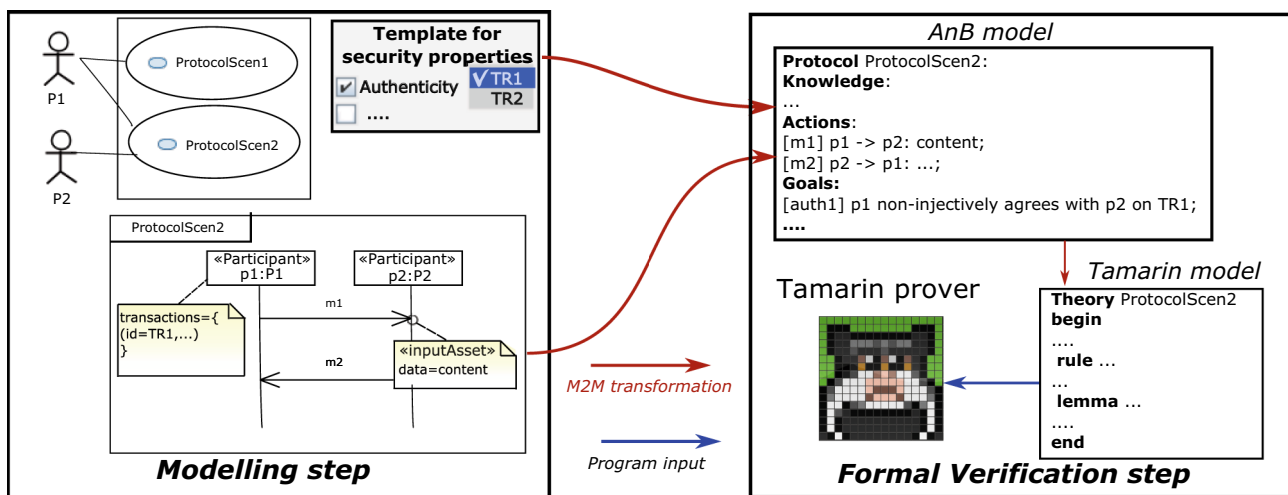 P1
P2
ProtocolScen1
ProtocolScen2
Template for
security properties
✔ Authenticity
✓TR1
TR2
....
ProtocolScen2
«Participant»
p1:P1
«Participant»
p2:P2
transactions={
(id=TR1,...)
}
m1
m2
«inputAsset»
data=content
Modelling step
M2M transformation
Program input
AnB model
Protocol ProtocolScen2:
Knowledge:
...
Actions:
[m1] p1 -> p2: content;
[m2] p2 -> p1: ...;
Goals:
[auth1] p1 non-injectively agrees with p2 on TR1;
....
Tamarin prover
Tamarin model
Theory ProtocolScen2
begin
....
rule ...
...
lemma ...
....
end
Formal Verification step